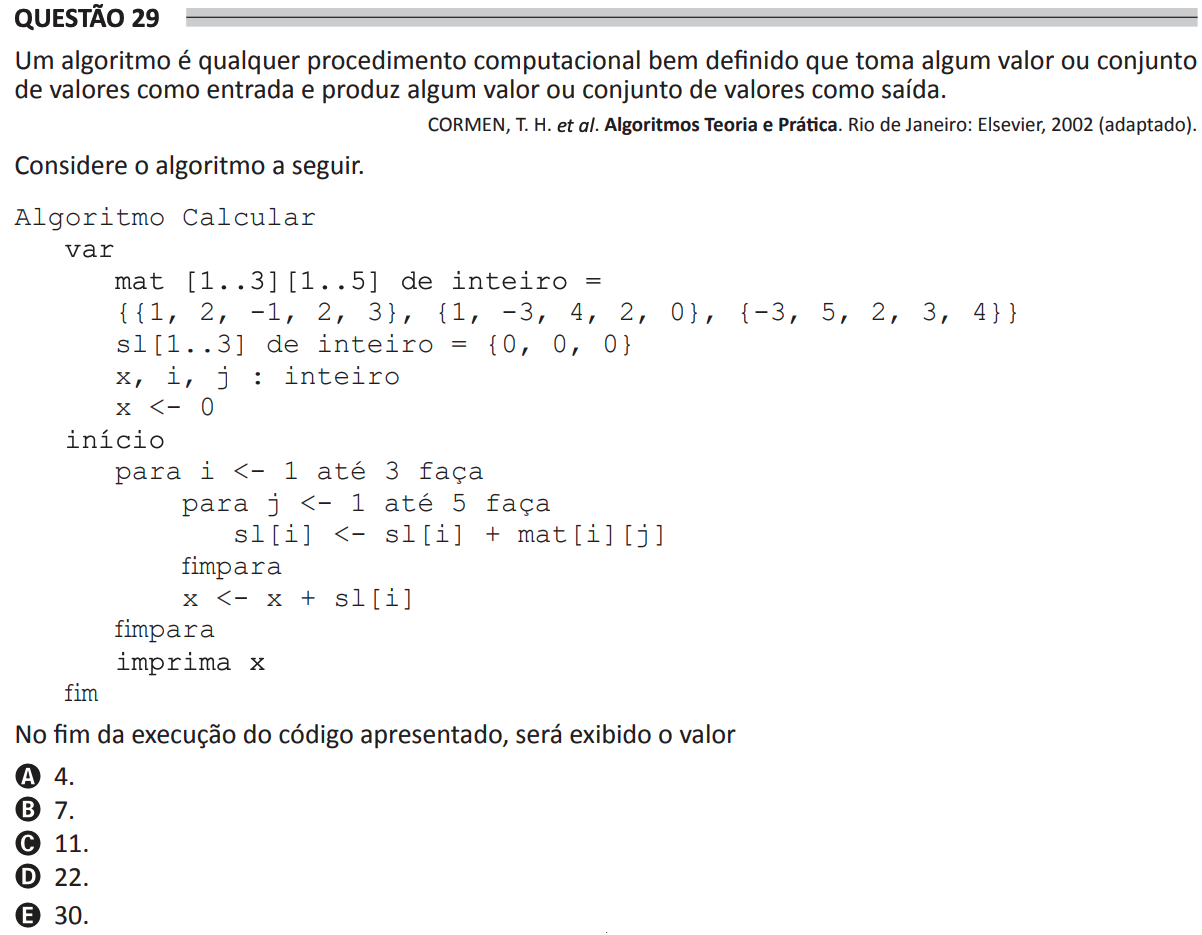 QUESTÃO 29
Um algoritmo é qualquer procedimento computacional bem definido que toma algum valor ou conjunto
de valores como entrada e produz algum valor ou conjunto de valores como saída.
CORMEN, T. H. et al. Algoritmos Teoria e Prática. Rio de Janeiro: Elsevier, 2002 (adaptado).
Considere o algoritmo a seguir.
Algoritmo Calcular
var
mat [1..3][1..5] de inteiro =
{{1, 2, -1, 2, 3}, {1, -3, 4, 2, 0}, {-3, 5, 2, 3, 4}}
sl[1..3] de inteiro = {0, 0, 0}
x, i, j : inteiro
x <- 0
início
para i <- 1 até 3 faça
para j <- 1 até 5 faça
sl[i] <- sl[i] + mat[i][j]
fimpara
x <- x + sl[i]
fimpara
imprima x
fim
No fim da execução do código apresentado, será exibido o valor
A 4.
B 7.
C 11.
D 22.
E 30.